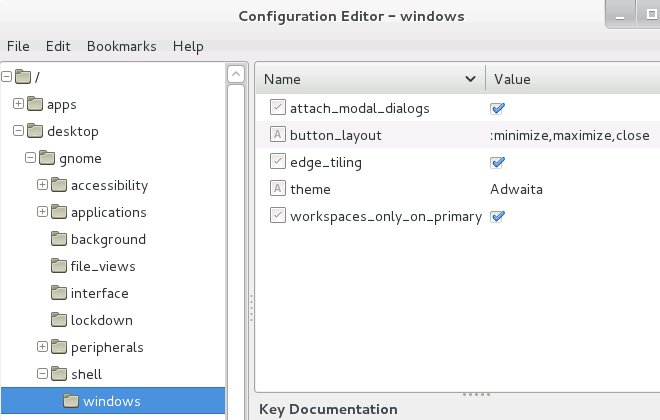 Configuration Editor – windows
File Edit Bookmarks Help
/
apps
desktop
gnome
accessibility
applications
background
file_views
interface
lockdown
peripherals
shell
windows
Name Value
attach_modal_dialogs
A button_layout :minimize,maximize,close
edge_tiling
A theme Adwaita
workspaces_only_on_primary
Key Documentation